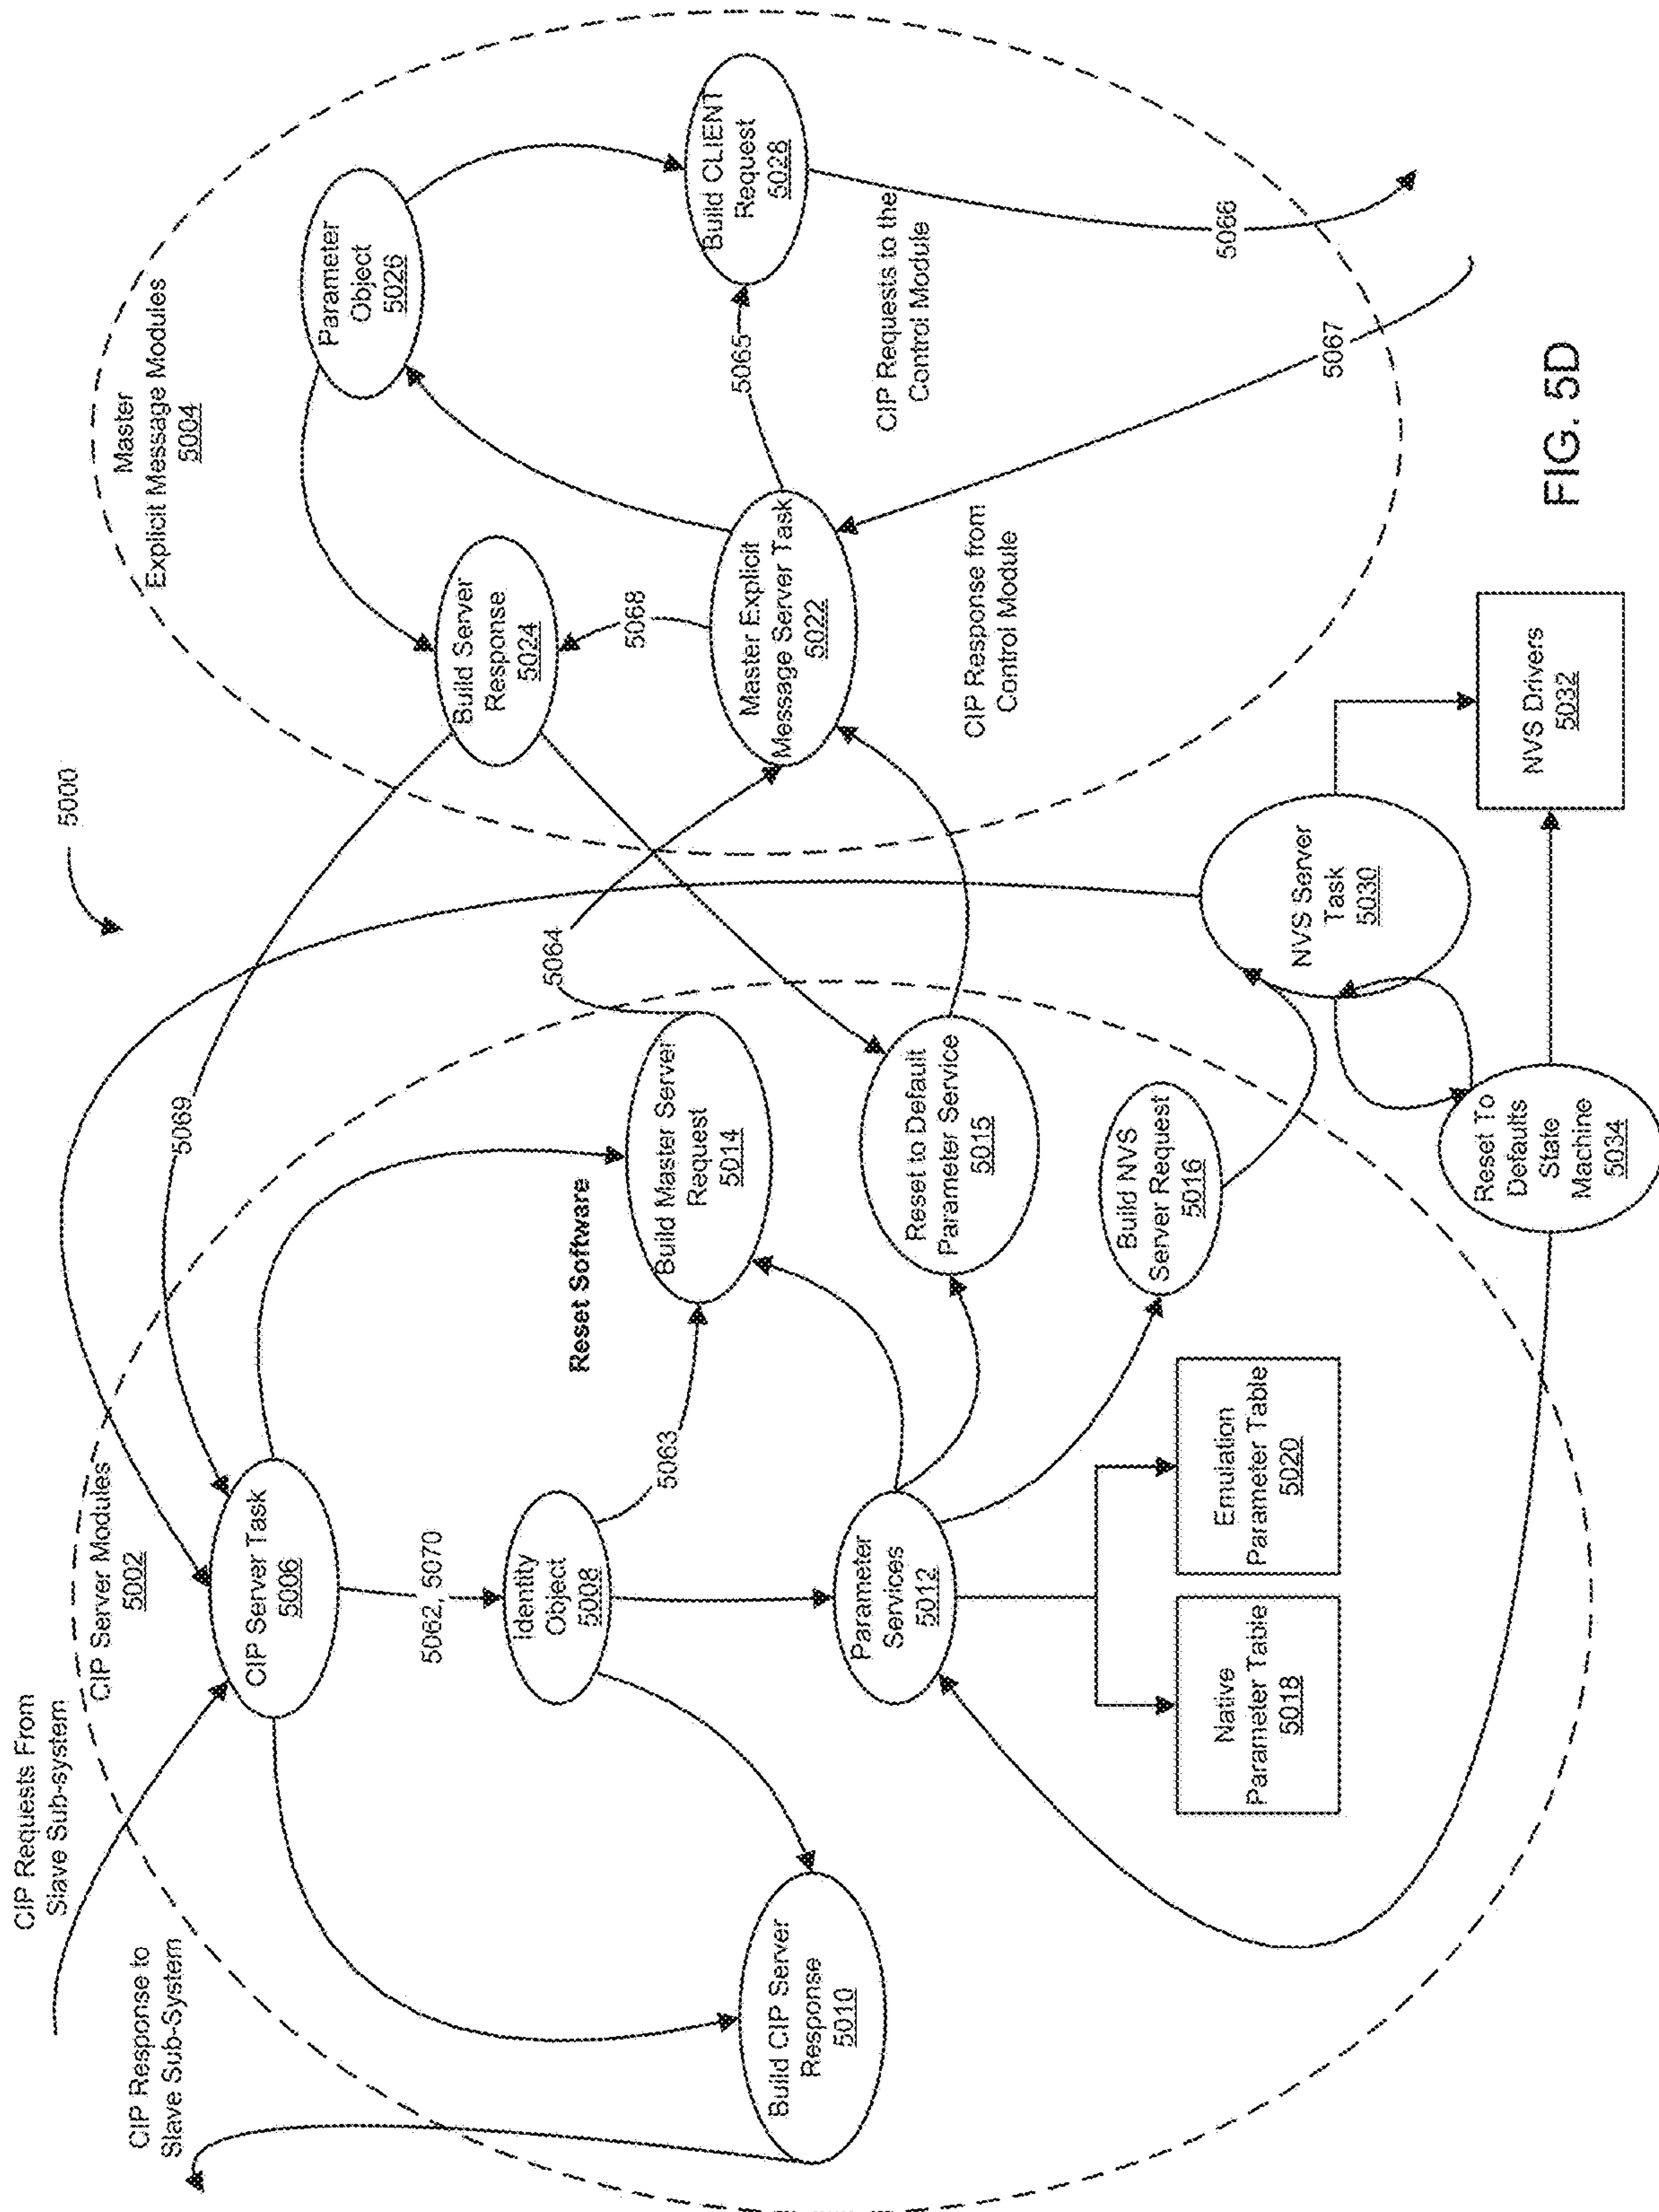 CIP Requests From
Slave Sub-system
CIP Response to
Slave Sub-System
CIP Server Modules
5002
CIP Server Task
5006
5062, 5070
Identity
Object
5008
5063
Reset Software
Build CIP Server
Response
5010
Parameter
Services
5012
Native
Parameter Table
5018
Emulation
Parameter Table
5020
Build Master Server
Request
5014
Reset to Default
Parameter Service
5015
Build NVS
Server Request
5016
5069
5064
5000
Master
Explicit Message Modules
5004
Build Server
Response
5024
5068
Parameter
Object
5026
Master Explicit
Message Server Task
5022
5065
Build CLIENT
Request
5028
CIP Requests to the
Control Module
5066
CIP Response from
Control Module
5067
NVS Server
Task
5030
NVS Drivers
5032
Reset To
Defaults
State
Machine
5034
FIG. 5D